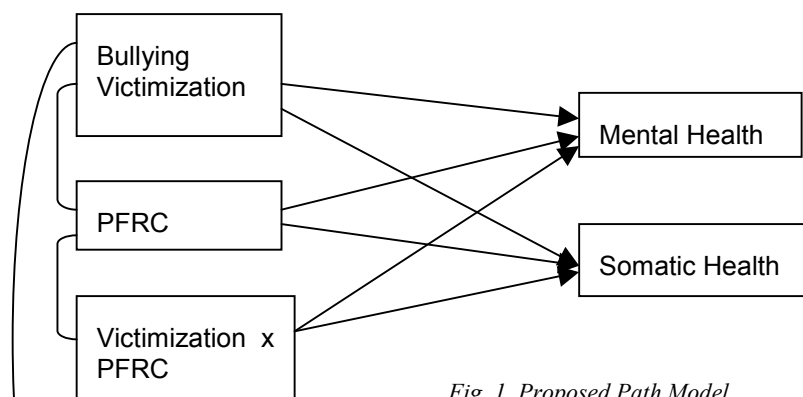 Bullying
Victimization
Mental Health
PFRC
Somatic Health
Victimization x
PFRC
Fig. 1. Proposed Path Model